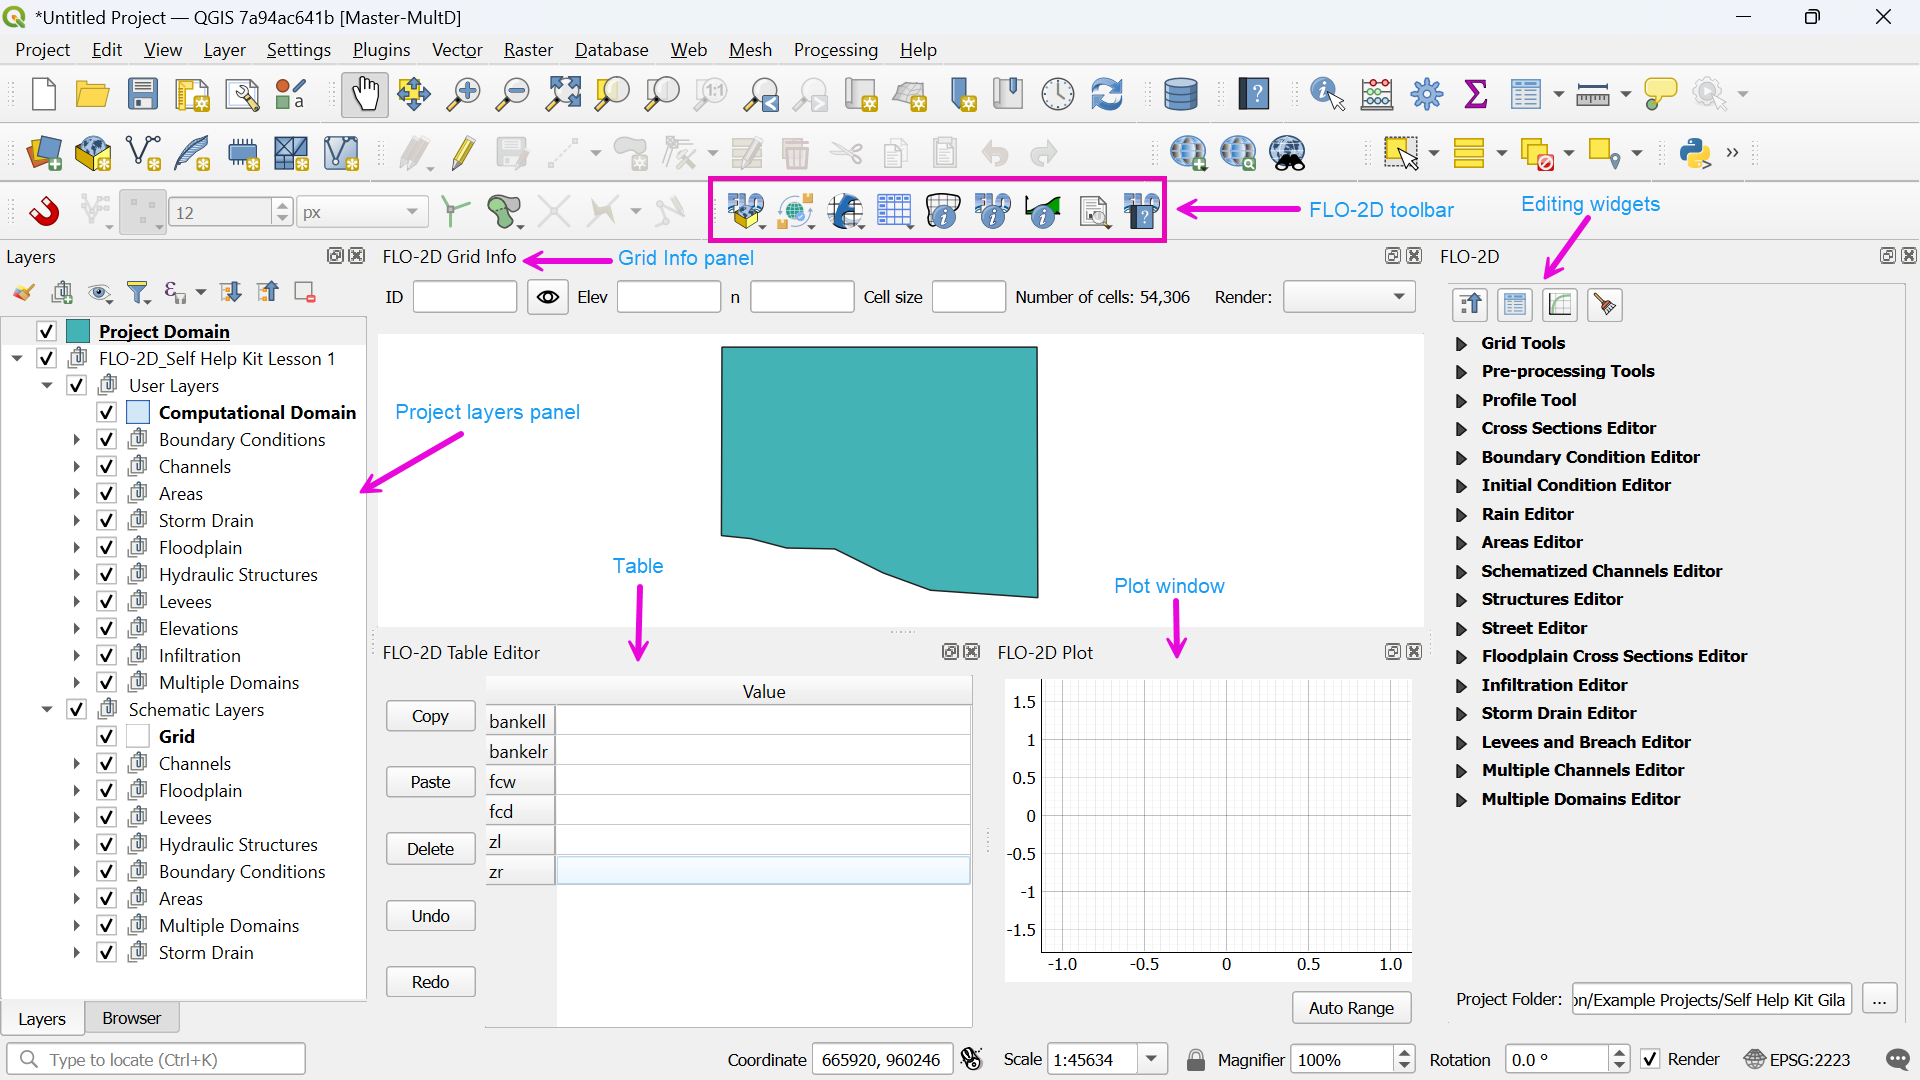 *Untitled Project — QGIS 7a94ac641b [Master-MultD]
Project Edit View Layer Settings Plugins Vector Raster Database Web Mesh Processing Help
12 px
FLO-2D toolbar
Editing widgets
Layers
Project Domain
FLO-2D_Self Help Kit Lesson 1
User Layers
Computational Domain
Boundary Conditions
Channels
Areas
Storm Drain
Floodplain
Hydraulic Structures
Levees
Elevations
Infiltration
Multiple Domains
Schematic Layers
Grid
Channels
Floodplain
Levees
Hydraulic Structures
Boundary Conditions
Areas
Multiple Domains
Storm Drain
Layers Browser
Project layers panel
FLO-2D Grid Info
Grid Info panel
ID Elev n Cell size Number of cells: 54,306 Render:
Table
Plot window
FLO-2D Table Editor
Copy
Paste
Delete
Undo
Redo
Value
bankell
bankelr
fcw
fcd
zl
zr
FLO-2D Plot
1.5
1
0.5
0
-0.5
-1
-1.5
-1.0 -0.5 0 0.5 1.0
Auto Range
FLO-2D
Grid Tools
Pre-processing Tools
Profile Tool
Cross Sections Editor
Boundary Condition Editor
Initial Condition Editor
Rain Editor
Areas Editor
Schematized Channels Editor
Structures Editor
Street Editor
Floodplain Cross Sections Editor
Infiltration Editor
Storm Drain Editor
Levees and Breach Editor
Multiple Channels Editor
Multiple Domains Editor
Project Folder: on/Example Projects/Self Help Kit Gila ...
Type to locate (Ctrl+K) Coordinate 665920, 960246 Scale 1:45634 Magnifier 100% Rotation 0.0 ° Render EPSG:2223